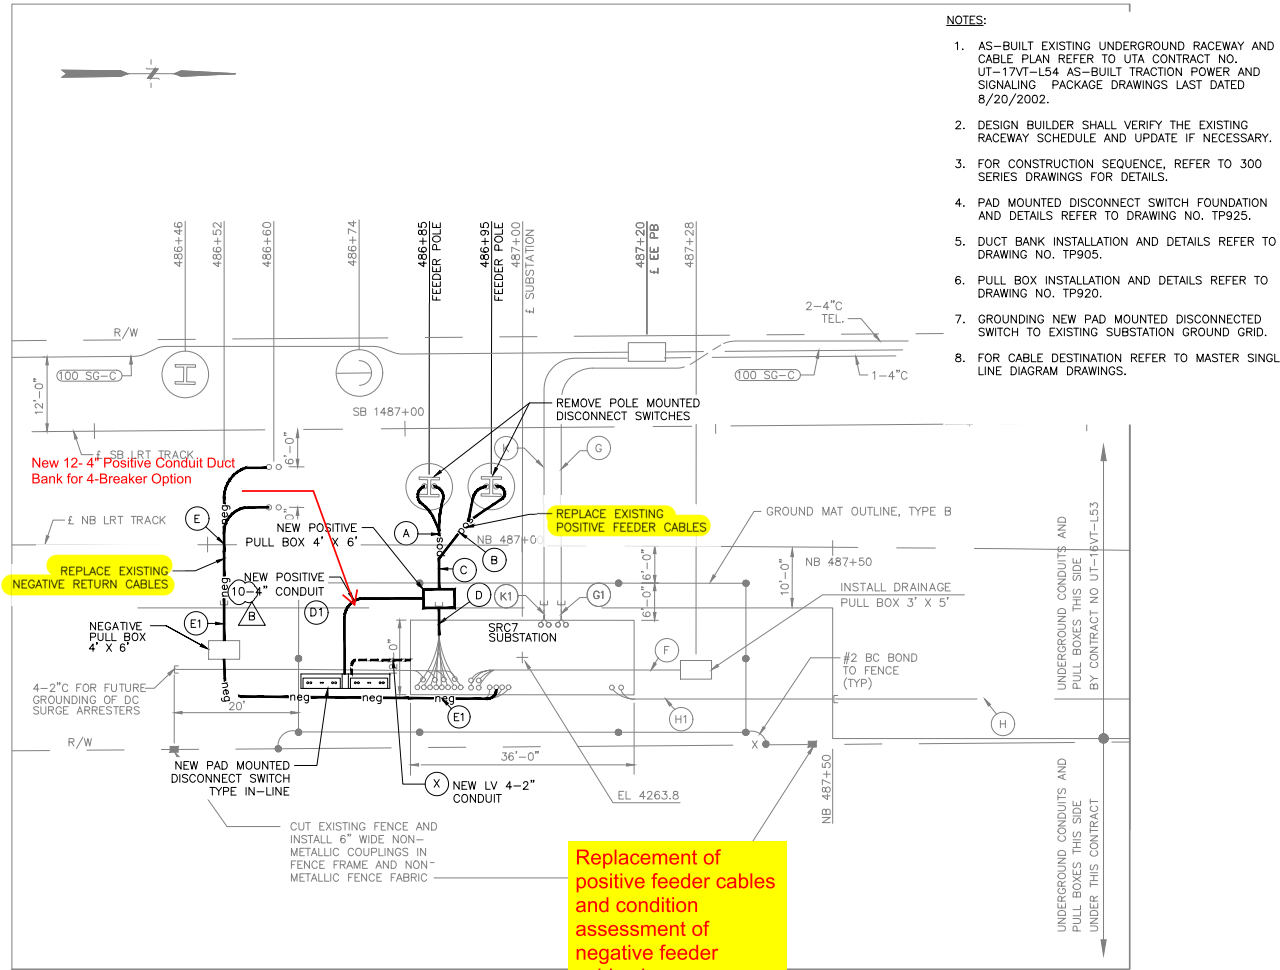 NOTES:
1. AS-BUILT EXISTING UNDERGROUND RACEWAY AND
CABLE PLAN REFER TO UTA CONTRACT NO.
UT-17VT-L54 AS-BUILT TRACTION POWER AND
SIGNALING PACKAGE DRAWINGS LAST DATED
8/20/2002.
2. DESIGN BUILDER SHALL VERIFY THE EXISTING
RACEWAY SCHEDULE AND UPDATE IF NECESSARY.
3. FOR CONSTRUCTION SEQUENCE, REFER TO 300
SERIES DRAWINGS FOR DETAILS.
4. PAD MOUNTED DISCONNECT SWITCH FOUNDATION
AND DETAILS REFER TO DRAWING NO. TP925.
5. DUCT BANK INSTALLATION AND DETAILS REFER TO
DRAWING NO. TP905.
6. PULL BOX INSTALLATION AND DETAILS REFER TO
DRAWING NO. TP920.
7. GROUNDING NEW PAD MOUNTED DISCONNECTED
SWITCH TO EXISTING SUBSTATION GROUND GRID.
8. FOR CABLE DESTINATION REFER TO MASTER SINGL
LINE DIAGRAM DRAWINGS.
486+46
486+52
486+60
486+74
486+85
FEEDER POLE
486+95
FEEDER POLE
487+00
£ SUBSTATION
487+20
£ EE PB
487+28
2-4"C
TEL.
R/W
100 SG-C
100 SG-C
1-4"C
12'-0"
SB 1487+00
REMOVE POLE MOUNTED
DISCONNECT SWITCHES
£ SB LRT TRACK
6'-0"
K
G
New 12- 4" Positive Conduit Duct
Bank for 4-Breaker Option
neg
0"
£ NB LRT TRACK
E
NEW POSITIVE
PULL BOX 4' X 6'
A
pos
pos
B
REPLACE EXISTING
POSITIVE FEEDER CABLES
NB 487+00
GROUND MAT OUTLINE, TYPE B
NB 487+50
REPLACE EXISTING
NEGATIVE RETURN CABLES
neg
NEW POSITIVE
10-4" CONDUIT
C
6'-0"
6'-0"
10'-0"
INSTALL DRAINAGE
PULL BOX 3' X 5'
B
D1
D
K1
G1
E1
NEGATIVE
PULL BOX
4' X 6'
SRC7
SUBSTATION
F
#2 BC BOND
TO FENCE
(TYP)
4-2"C FOR FUTURE
GROUNDING OF DC
SURGE ARRESTERS
neg
neg
neg
neg
20'
E1
H1
H
R/W
X
36'-0"
NEW PAD MOUNTED
DISCONNECT SWITCH
TYPE IN-LINE
X
NEW LV 4-2"
CONDUIT
EL 4263.8
NB 487+50
CUT EXISTING FENCE AND
INSTALL 6" WIDE NON-
METALLIC COUPLINGS IN
FENCE FRAME AND NON-
METALLIC FENCE FABRIC
Replacement of
positive feeder cables
and condition
assessment of
negative feeder
UNDERGROUND CONDUITS AND
PULL BOXES THIS SIDE
BY CONTRACT NO UT-16VT-L53
UNDERGROUND CONDUITS AND
PULL BOXES THIS SIDE
UNDER THIS CONTRACT